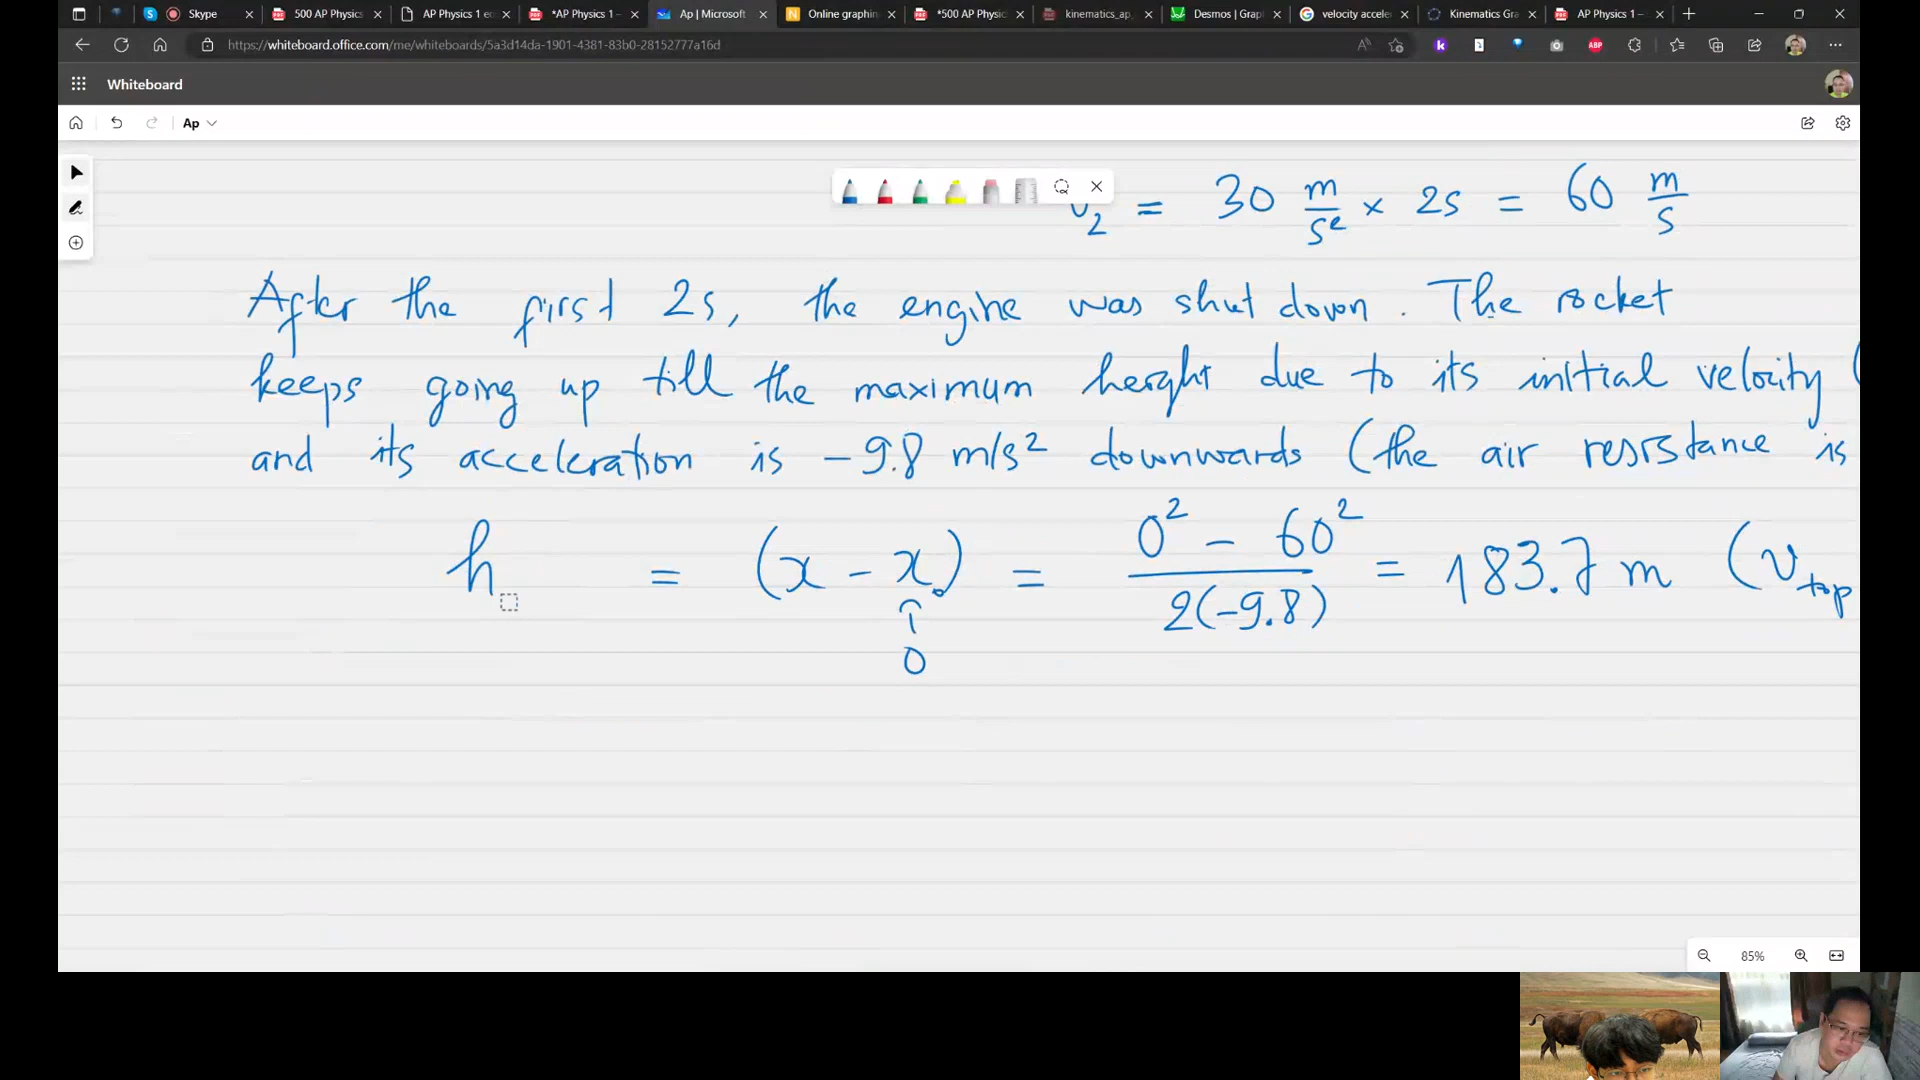 Skype
500 AP Physics
AP Physics 1
*AP Physics 1 –
Ap | Microsoft
Online graphin
*500 AP Physic
kinematics_ap_
Desmos | Grap
velocity accele
Kinematics Gra
AP Physics 1 –
https://whiteboard.office.com/me/whiteboards/5a3d14da-1901-4381-83b0-28152777a16d
ABP
Whiteboard
Ap
v₂ = 30 m/s² × 2s = 60 m/s
After the first 2s, the engine was shut down. The rocket
keeps going up till the maximum height due to its initial velocity (
and its acceleration is -9.8 m/s² downwards (the air resistance is
h = (x - x₀) = (0² - 60²)/(2(-9.8)) = 183.7 m (v top
↑
0
85%